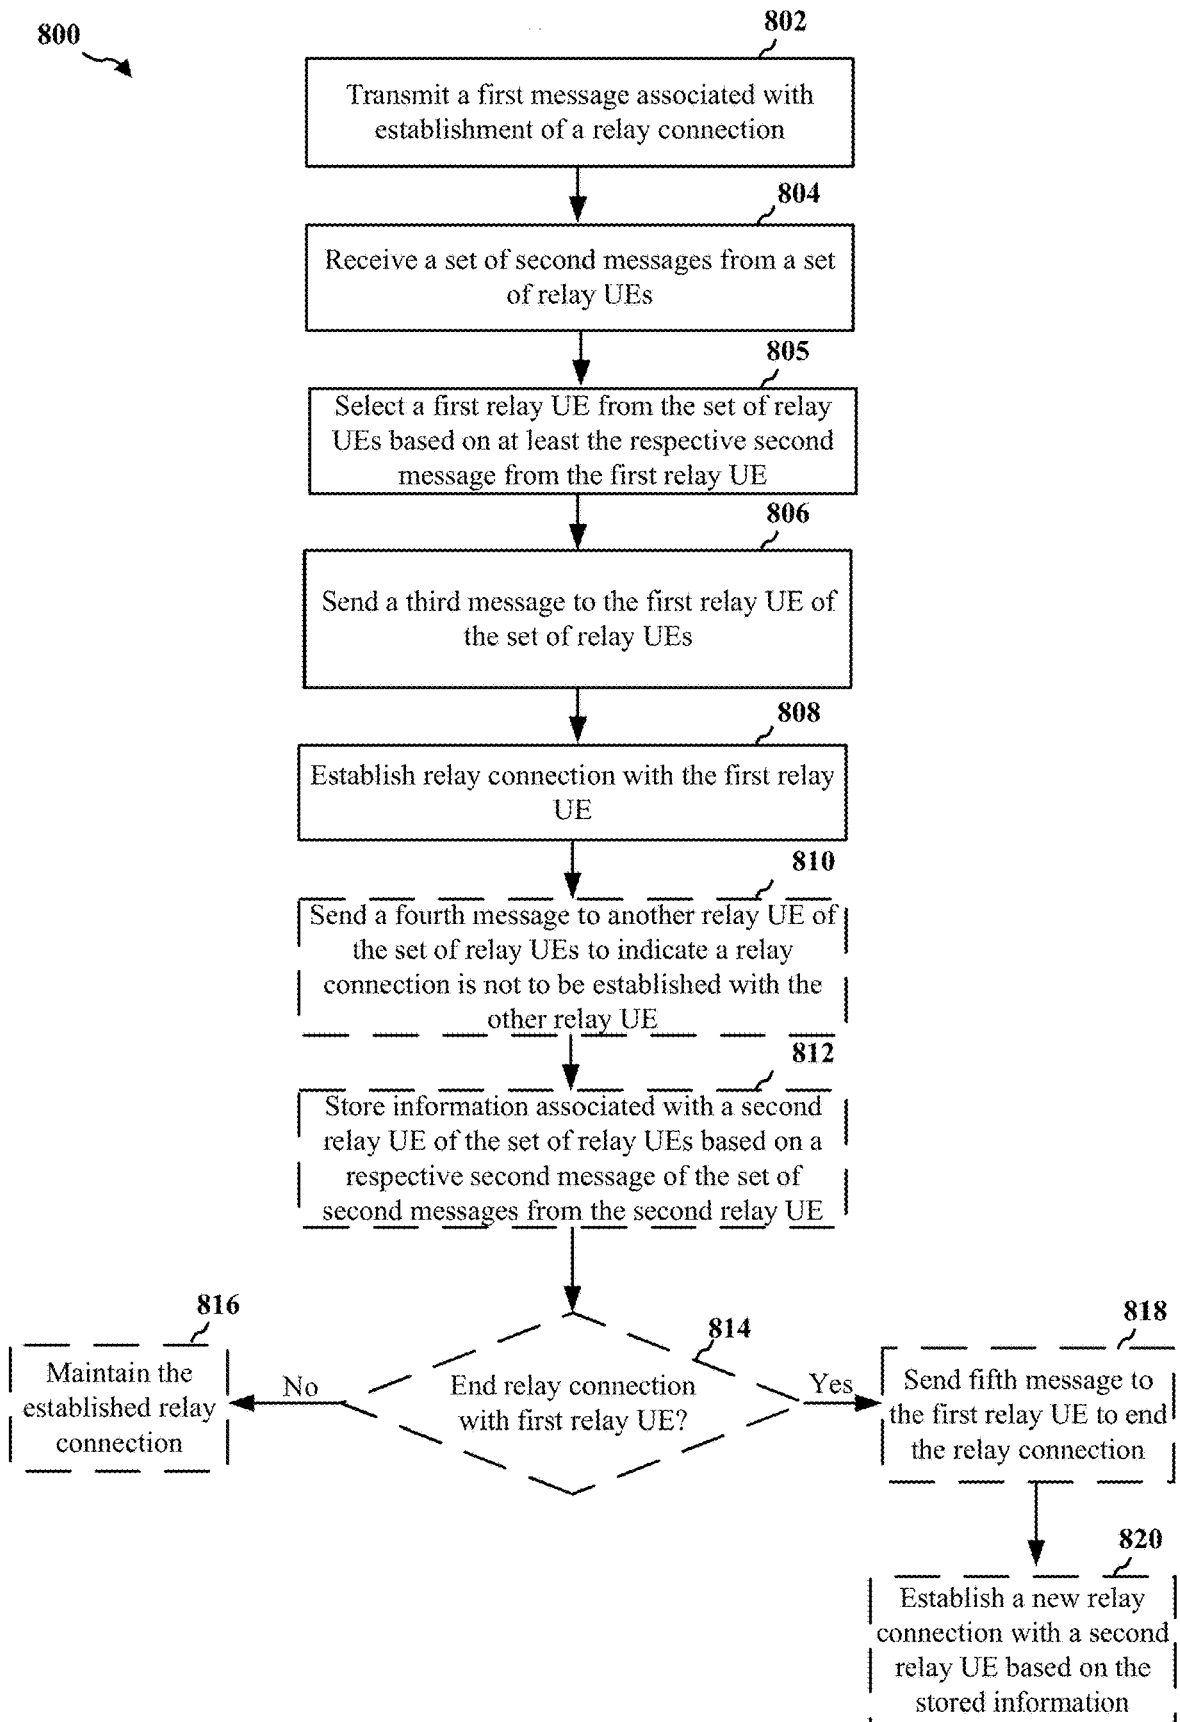 800
802
Transmit a first message associated with
establishment of a relay connection
804
Receive a set of second messages from a set
of relay UEs
805
Select a first relay UE from the set of relay
UEs based on at least the respective second
message from the first relay UE
806
Send a third message to the first relay UE of
the set of relay UEs
808
Establish relay connection with the first relay
UE
810
Send a fourth message to another relay UE of
the set of relay UEs to indicate a relay
connection is not to be established with the
other relay UE
812
Store information associated with a second
relay UE of the set of relay UEs based on a
respective second message of the set of
second messages from the second relay UE
814
End relay connection
with first relay UE?
No
816
Maintain the
established relay
connection
Yes
818
Send fifth message to
the first relay UE to end
the relay connection
820
Establish a new relay
connection with a second
relay UE based on the
stored information